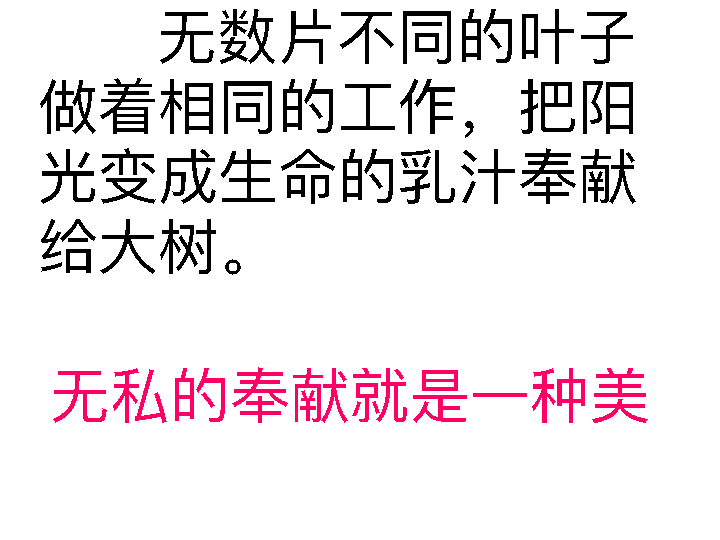 无数片不同的叶子
做着相同的工作，把阳
光变成生命的乳汁奉献
给大树。
无私的奉献就是一种美